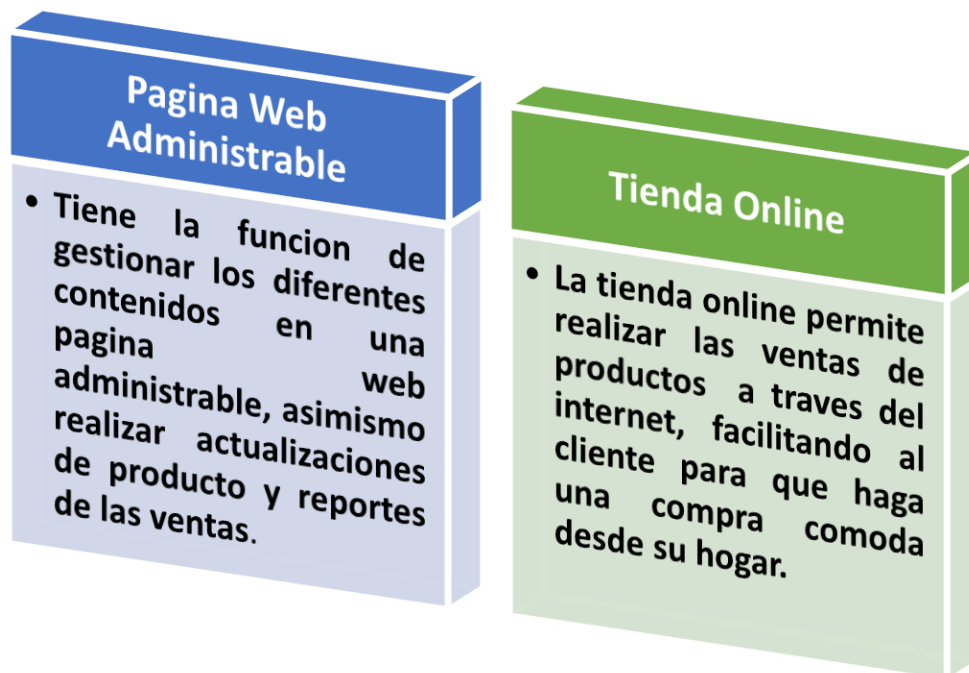 Pagina Web
Administrable
• Tiene la funcion de
gestionar los diferentes
contenidos en una
pagina web
administrable, asimismo
realizar actualizaciones
de producto y reportes
de las ventas.
Tienda Online
• La tienda online permite
realizar las ventas de
productos a traves del
internet, facilitando al
cliente para que haga
una compra comoda
desde su hogar.